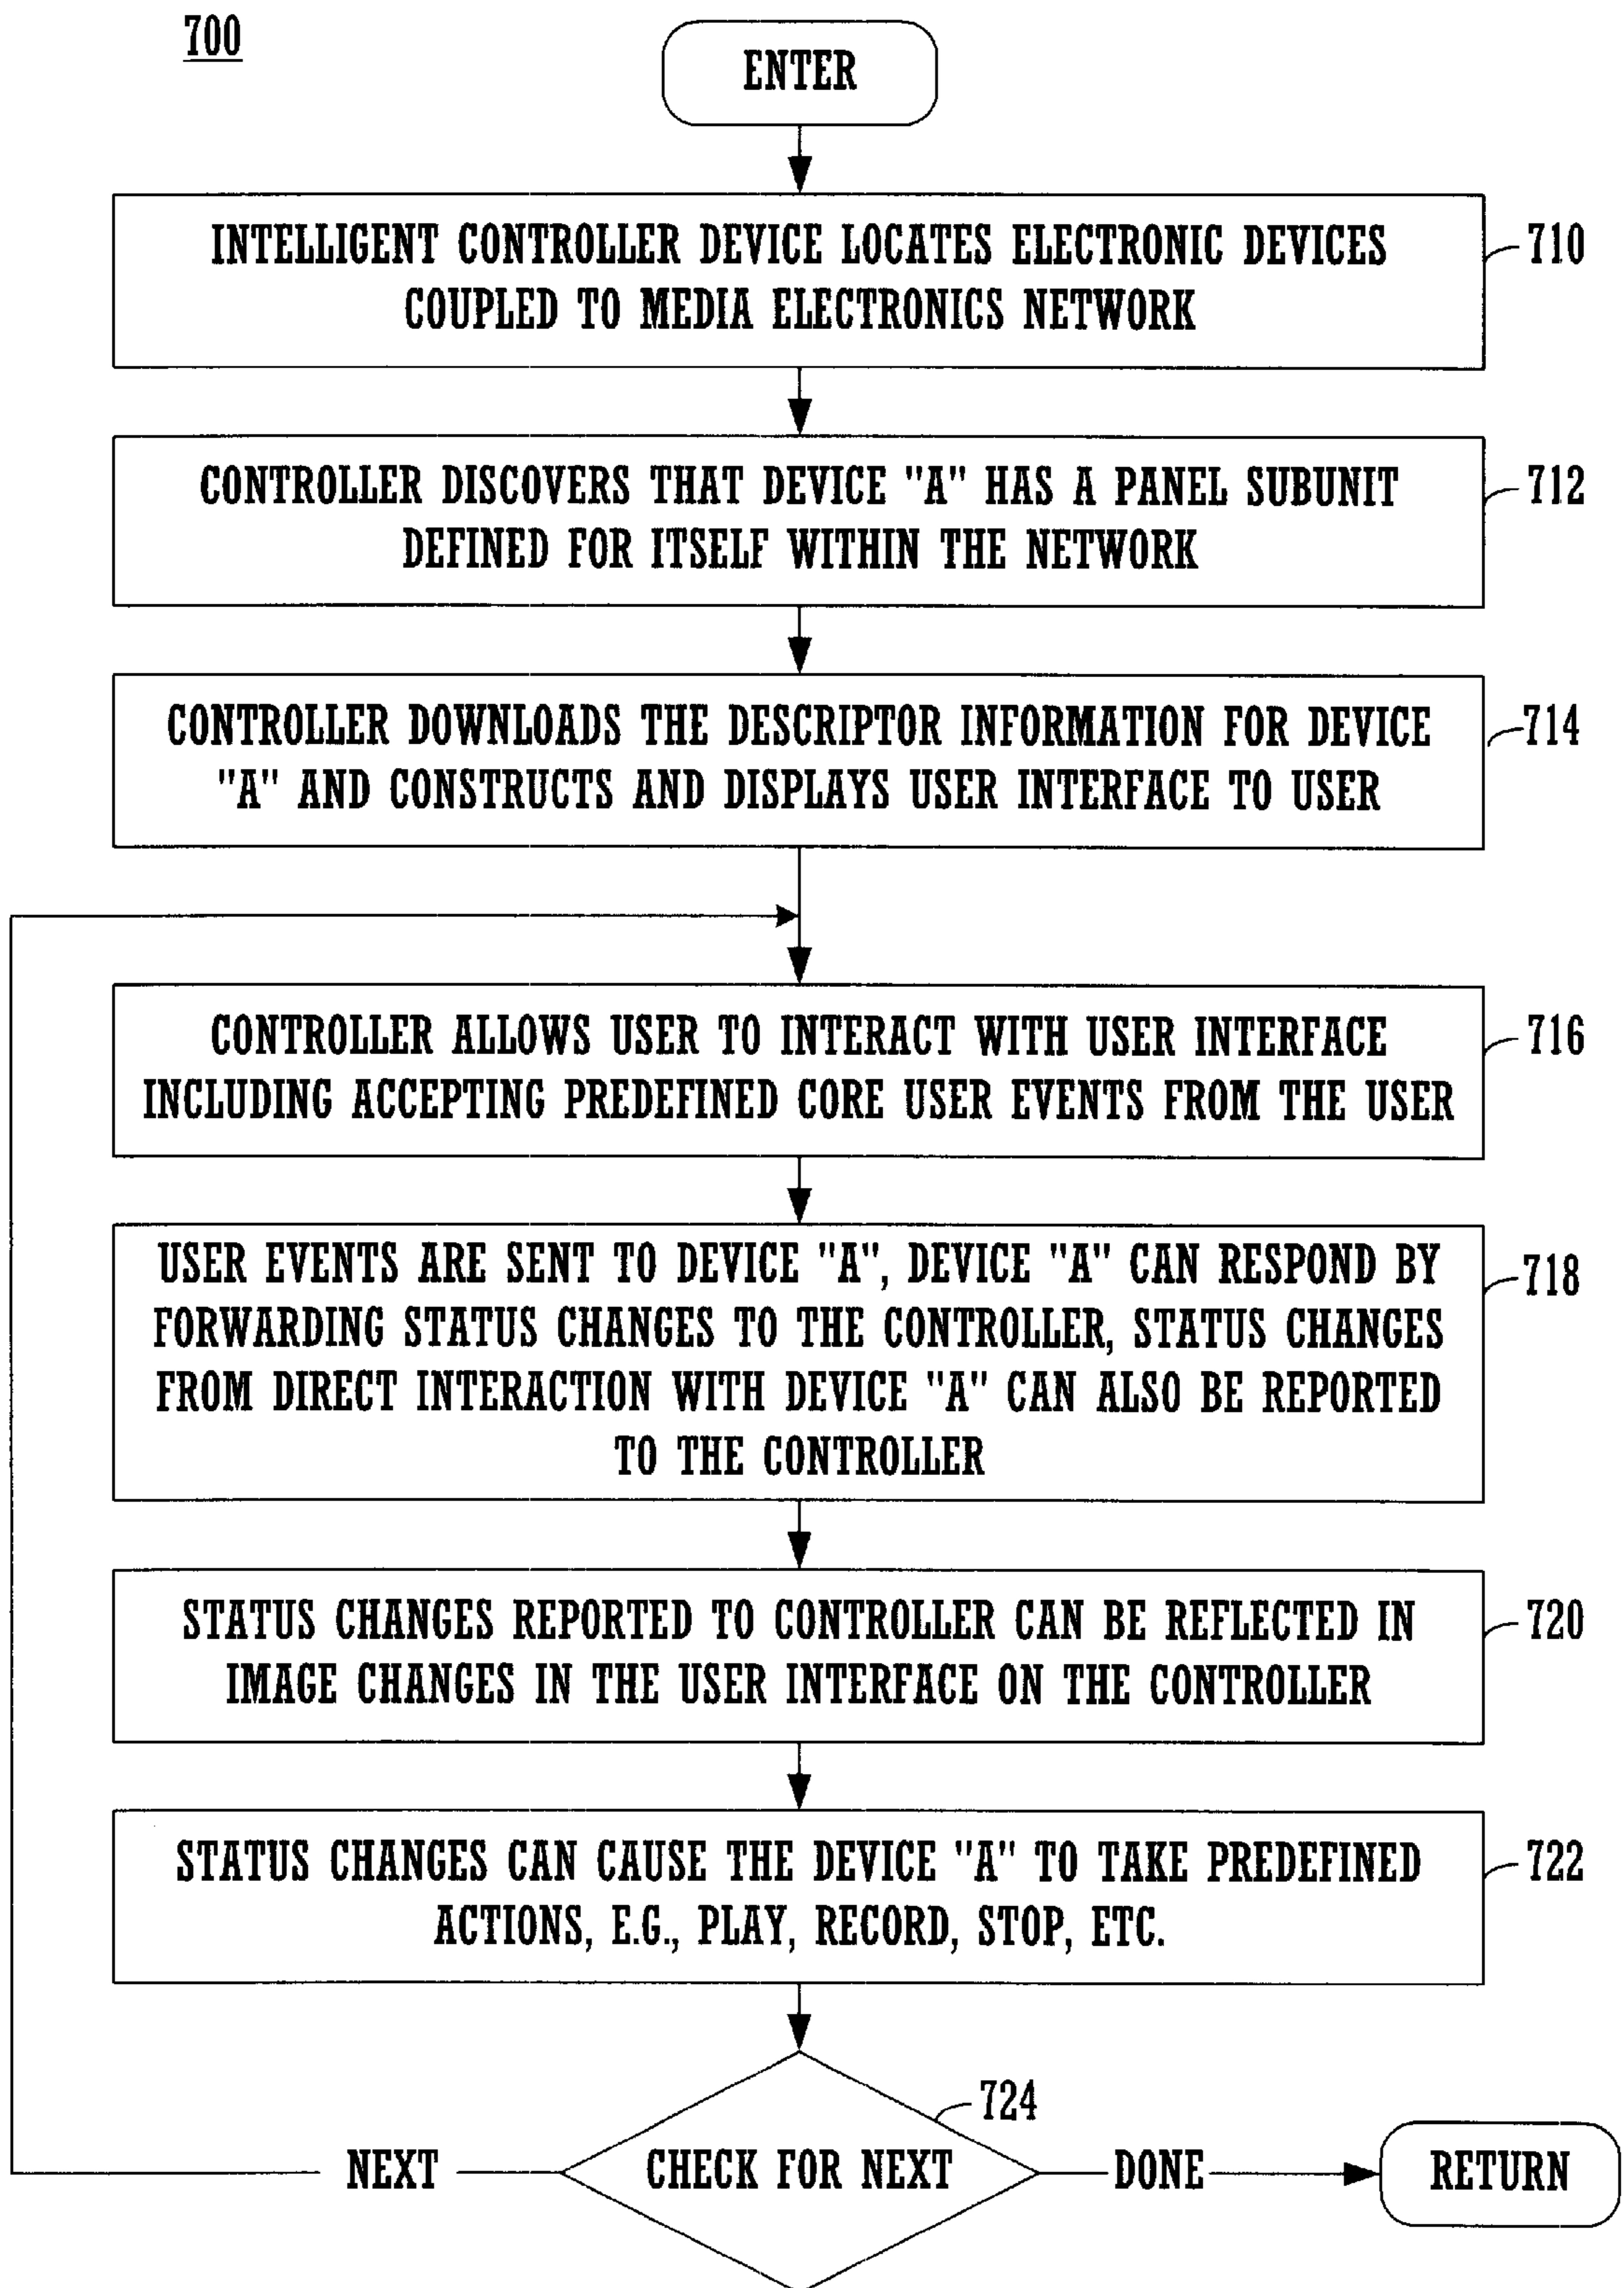 700
ENTER
INTELLIGENT CONTROLLER DEVICE LOCATES ELECTRONIC DEVICES
COUPLED TO MEDIA ELECTRONICS NETWORK
710
CONTROLLER DISCOVERS THAT DEVICE "A" HAS A PANEL SUBUNIT
DEFINED FOR ITSELF WITHIN THE NETWORK
712
CONTROLLER DOWNLOADS THE DESCRIPTOR INFORMATION FOR DEVICE
"A" AND CONSTRUCTS AND DISPLAYS USER INTERFACE TO USER
714
CONTROLLER ALLOWS USER TO INTERACT WITH USER INTERFACE
INCLUDING ACCEPTING PREDEFINED CORE USER EVENTS FROM THE USER
716
USER EVENTS ARE SENT TO DEVICE "A", DEVICE "A" CAN RESPOND BY
FORWARDING STATUS CHANGES TO THE CONTROLLER, STATUS CHANGES
FROM DIRECT INTERACTION WITH DEVICE "A" CAN ALSO BE REPORTED
TO THE CONTROLLER
718
STATUS CHANGES REPORTED TO CONTROLLER CAN BE REFLECTED IN
IMAGE CHANGES IN THE USER INTERFACE ON THE CONTROLLER
720
STATUS CHANGES CAN CAUSE THE DEVICE "A" TO TAKE PREDEFINED
ACTIONS, E.G., PLAY, RECORD, STOP, ETC.
722
724
NEXT
CHECK FOR NEXT
DONE
RETURN